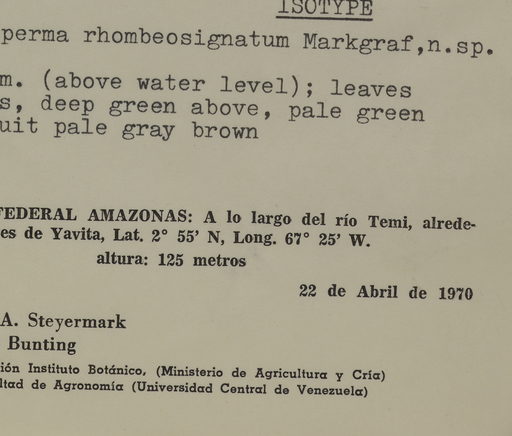 ISOTYPE
perma rhombeosignatum Markgraf,n.sp.
m. (above water level); leaves
s, deep green above, pale green
uit pale gray brown
FEDERAL AMAZONAS: A lo largo del río Temi, alrede-
es de Yavita, Lat. 2° 55' N, Long. 67° 25' W.
altura: 125 metros
22 de Abril de 1970
A. Steyermark
Bunting
ión Instituto Botánico, (Ministerio de Agricultura y Cría)
ltad de Agronomía (Universidad Central de Venezuela)